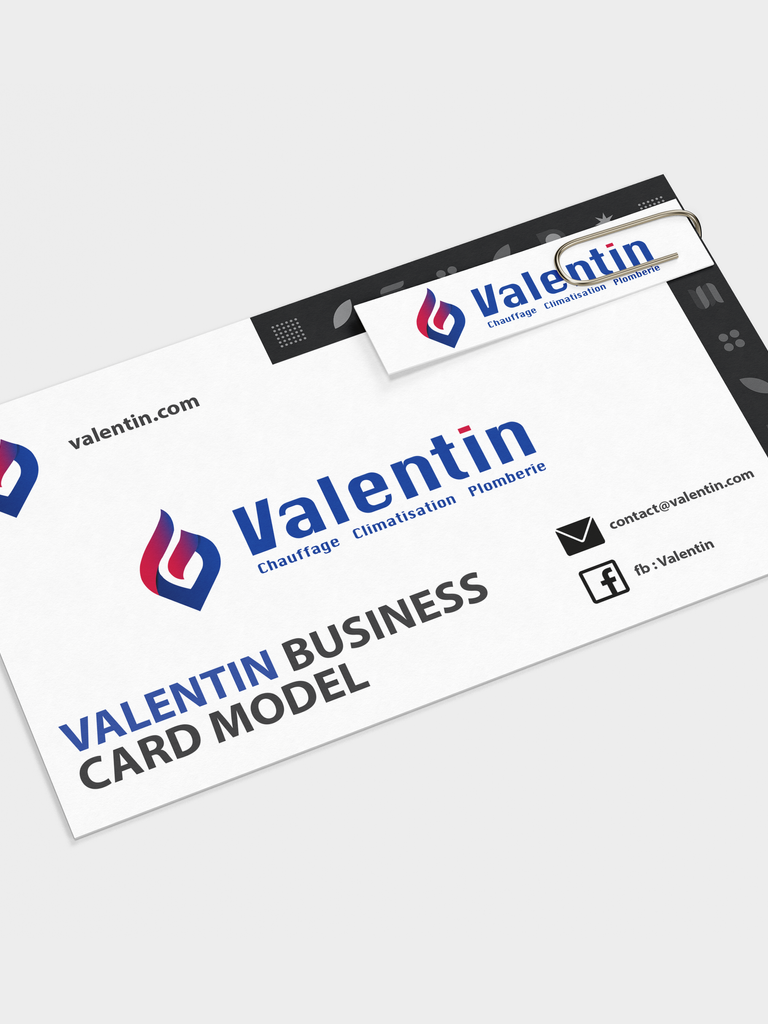 Valentin
Chauffage Climatisation Plomberie
valentin.com
Valentin
Chauffage Climatisation Plomberie
contact@valentin.com
fb : Valentin
VALENTIN BUSINESS
CARD MODEL